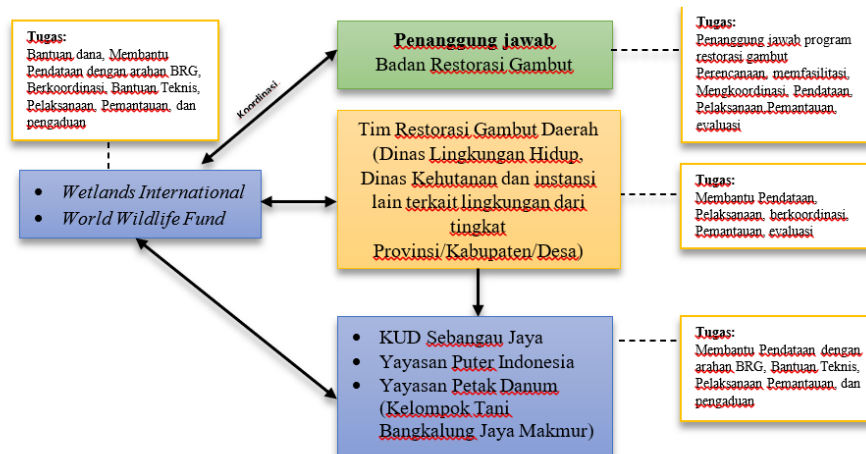 Tugas:
Bantuan dana, Membantu
Pendataan dengan arahan BRG,
Berkoordinasi, Bantuan Teknis,
Pelaksanaan, Pemantauan, dan
pengaduan
Koordinasi
Penanggung jawab
Badan Restorasi Gambut
Tugas:
Penanggung jawab program
restorasi gambut
Perencanaan, memfasilitasi,
Mengkoordinasi, Pendataan,
Pelaksanaan Pemantauan,
evaluasi
• Wetlands International
• World Wildlife Fund
Tim Restorasi Gambut Daerah
(Dinas Lingkungan Hidup,
Dinas Kehutanan dan instansi
lain terkait lingkungan dari
tingkat
Provinsi/Kabupaten/Desa)
Tugas:
Membantu Pendataan,
Pelaksanaan, berkoordinasi,
Pemantauan, evaluasi
• KUD Sebangau Jaya
• Yayasan Puter Indonesia
• Yayasan Petak Danum
(Kelompok Tani
Bangkalung Jaya Makmur)
Tugas:
Membantu Pendataan dengan
arahan BRG, Bantuan Teknis,
Pelaksanaan Pemantauan, dan
pengaduan